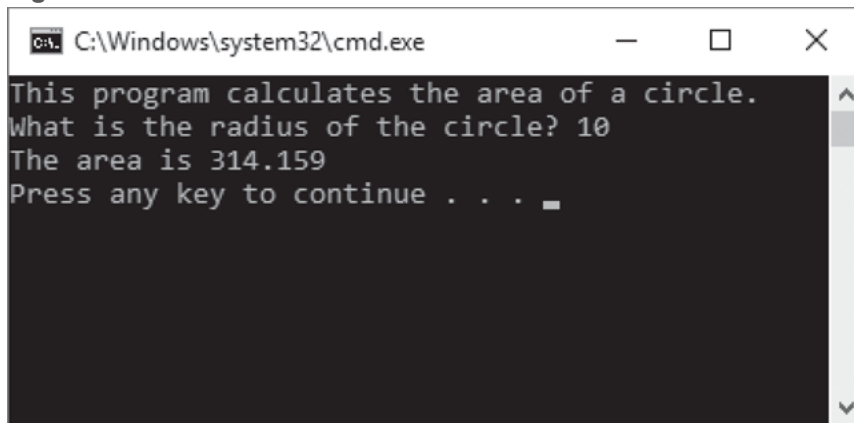 C:\Windows\system32\cmd.exe
This program calculates the area of a circle.
What is the radius of the circle? 10
The area is 314.159
Press any key to continue . . .